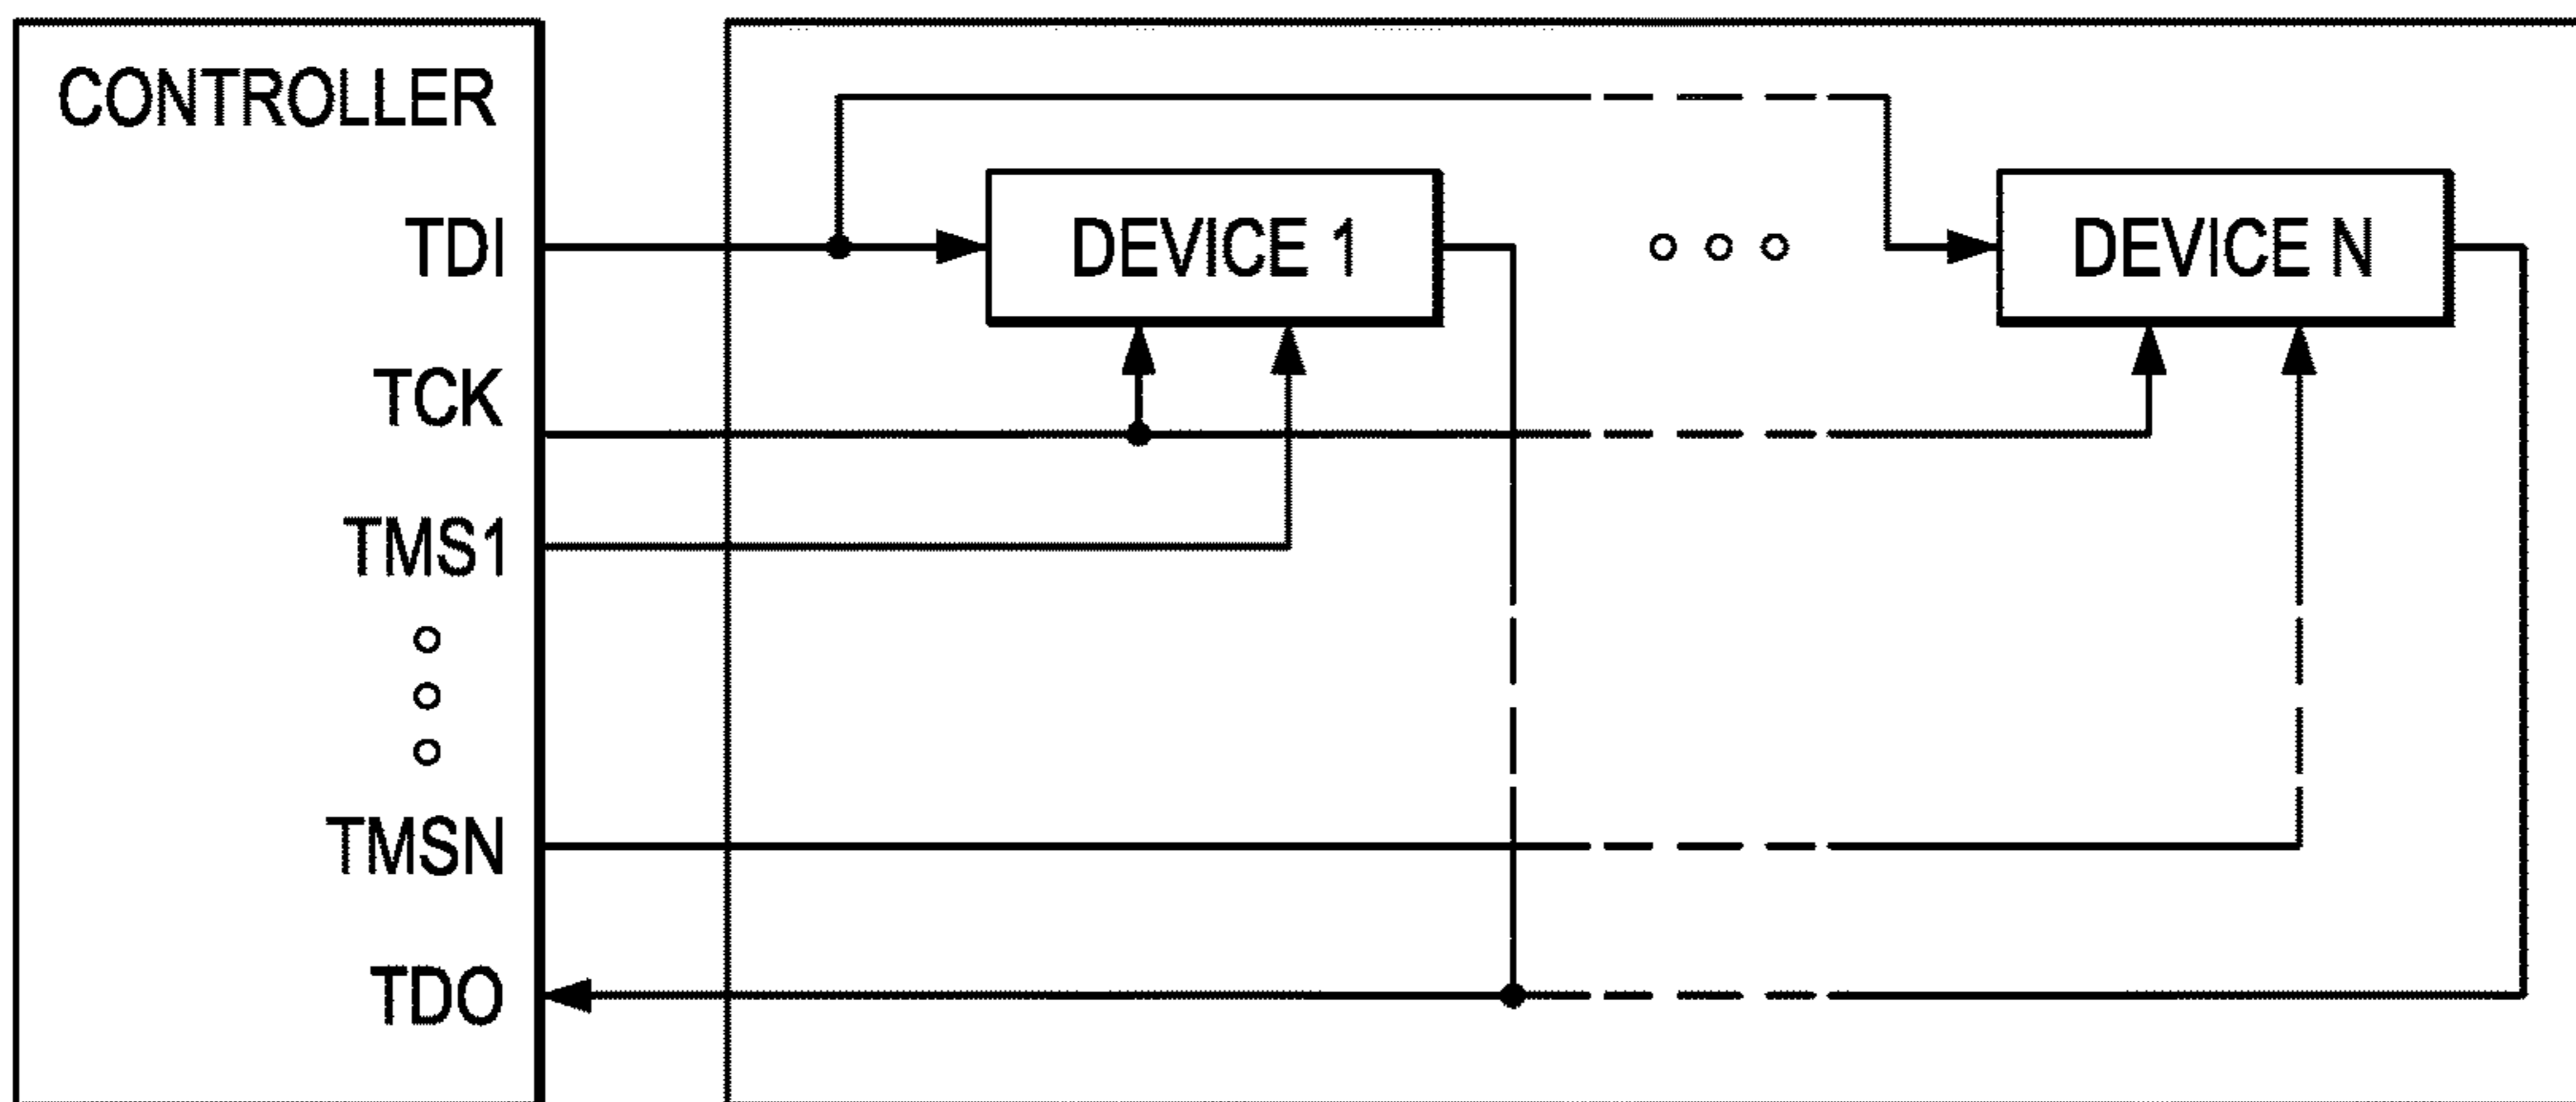 CONTROLLER
TDI
DEVICE 1
DEVICE N
TCK
TMS1
TMSN
TDO